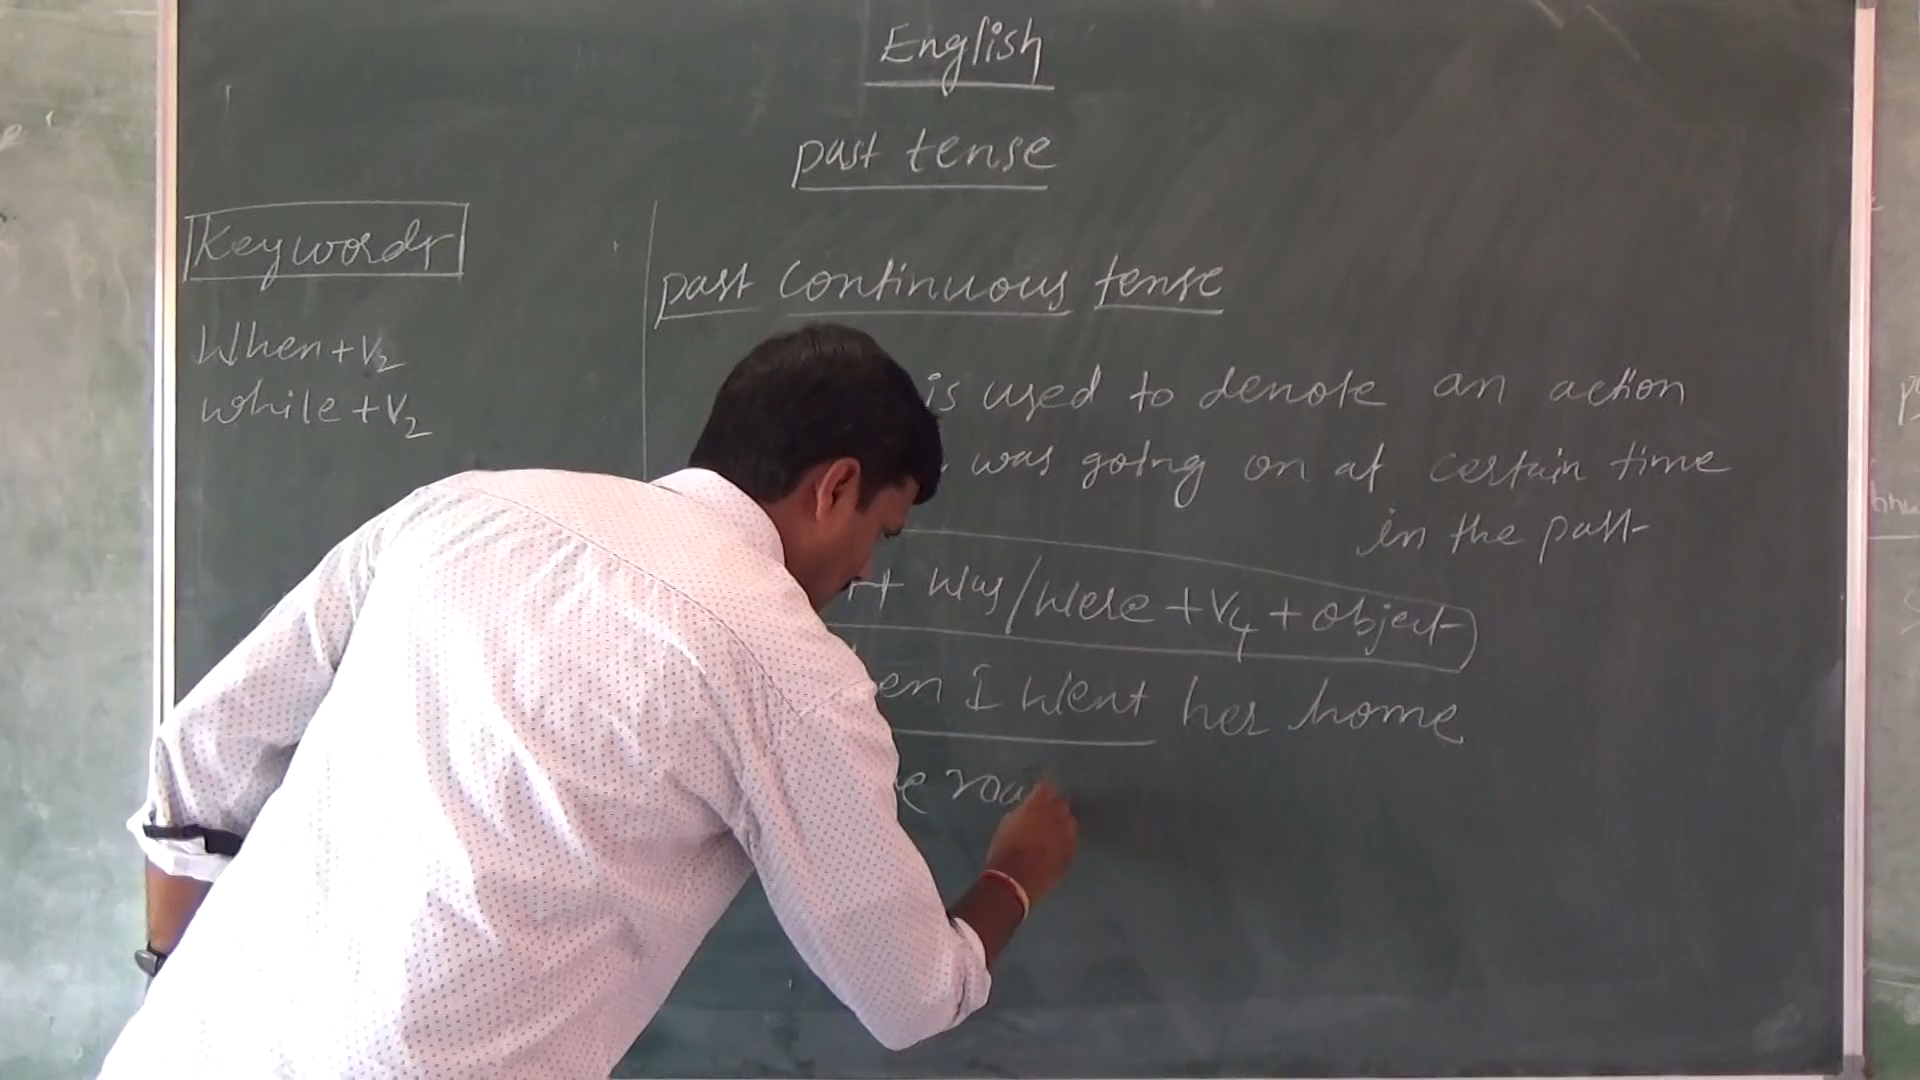 English
past tense
Keywords
When + V2
while + V2
past continuous tense
is used to denote an action
was going on at certain time
in the past
+ was/were + V4 + object
en I went her home